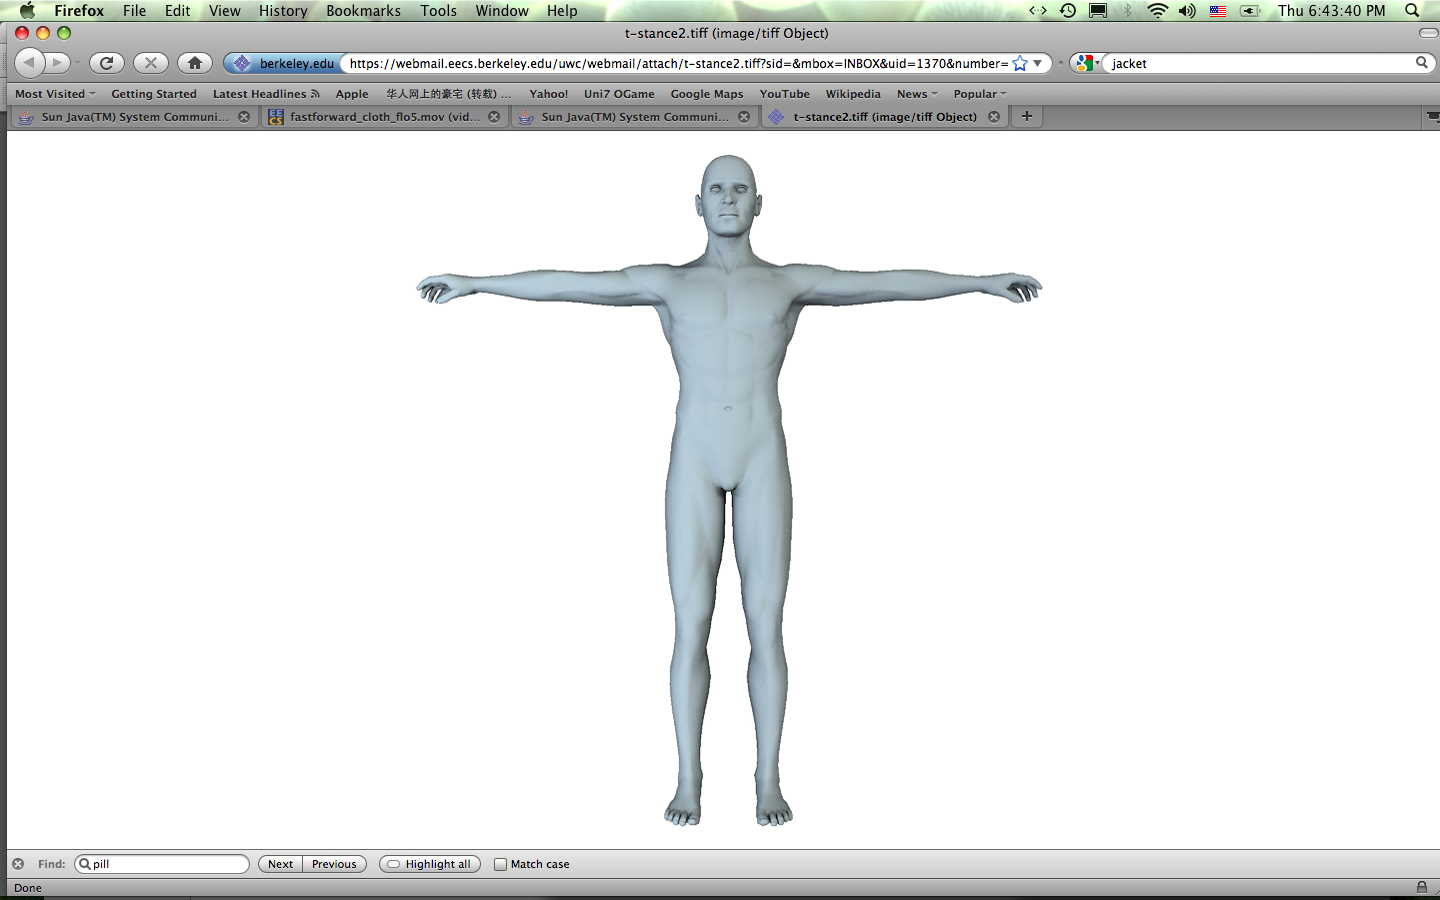 Firefox File Edit View History Bookmarks Tools Window Help Thu 6:43:40 PM
t-stance2.tiff (image/tiff Object)
berkeley.edu https://webmail.eecs.berkeley.edu/uwc/webmail/attach/t-stance2.tiff?sid=&mbox=INBOX&uid=1370&number= jacket
Most Visited Getting Started Latest Headlines Apple 华人网上的豪宅 (转载) ... Yahoo! Uni7 OGame Google Maps YouTube Wikipedia News Popular
Sun Java(TM) System Communi... EE CS fastforward_cloth_flo5.mov (vid... Sun Java(TM) System Communi... t-stance2.tiff (image/tiff Object)
Find: pill Next Previous Highlight all Match case
Done